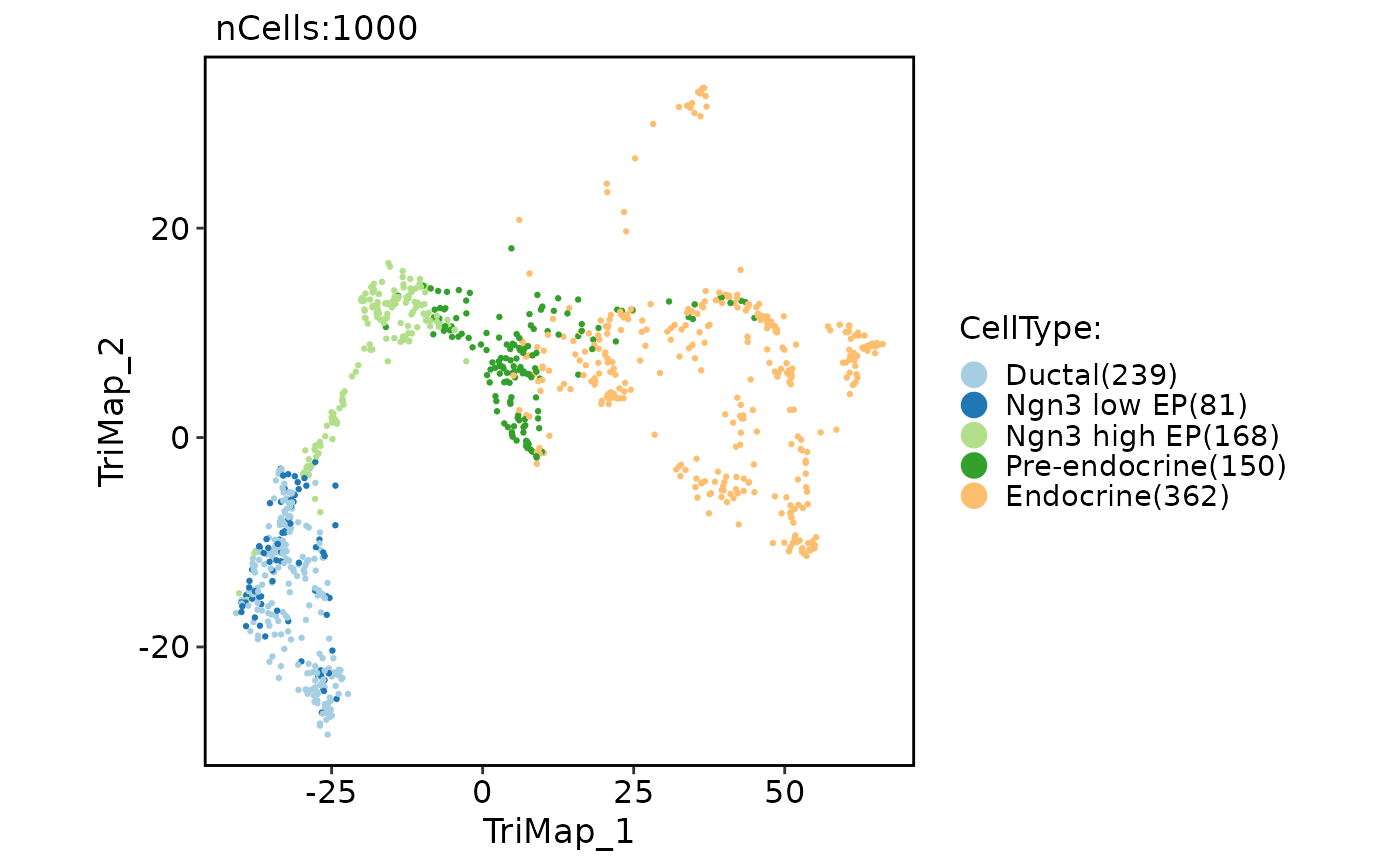 nCells:1000
TriMap_2
20
0
-20
-25
0
25
50
TriMap_1
CellType:
Ductal(239)
Ngn3 low EP(81)
Ngn3 high EP(168)
Pre-endocrine(150)
Endocrine(362)